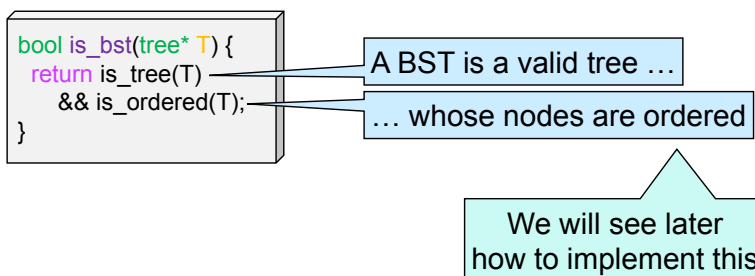 bool is_bst(tree* T) {
return is_tree(T)
&& is_ordered(T);
}
A BST is a valid tree …
… whose nodes are ordered
We will see later
how to implement this